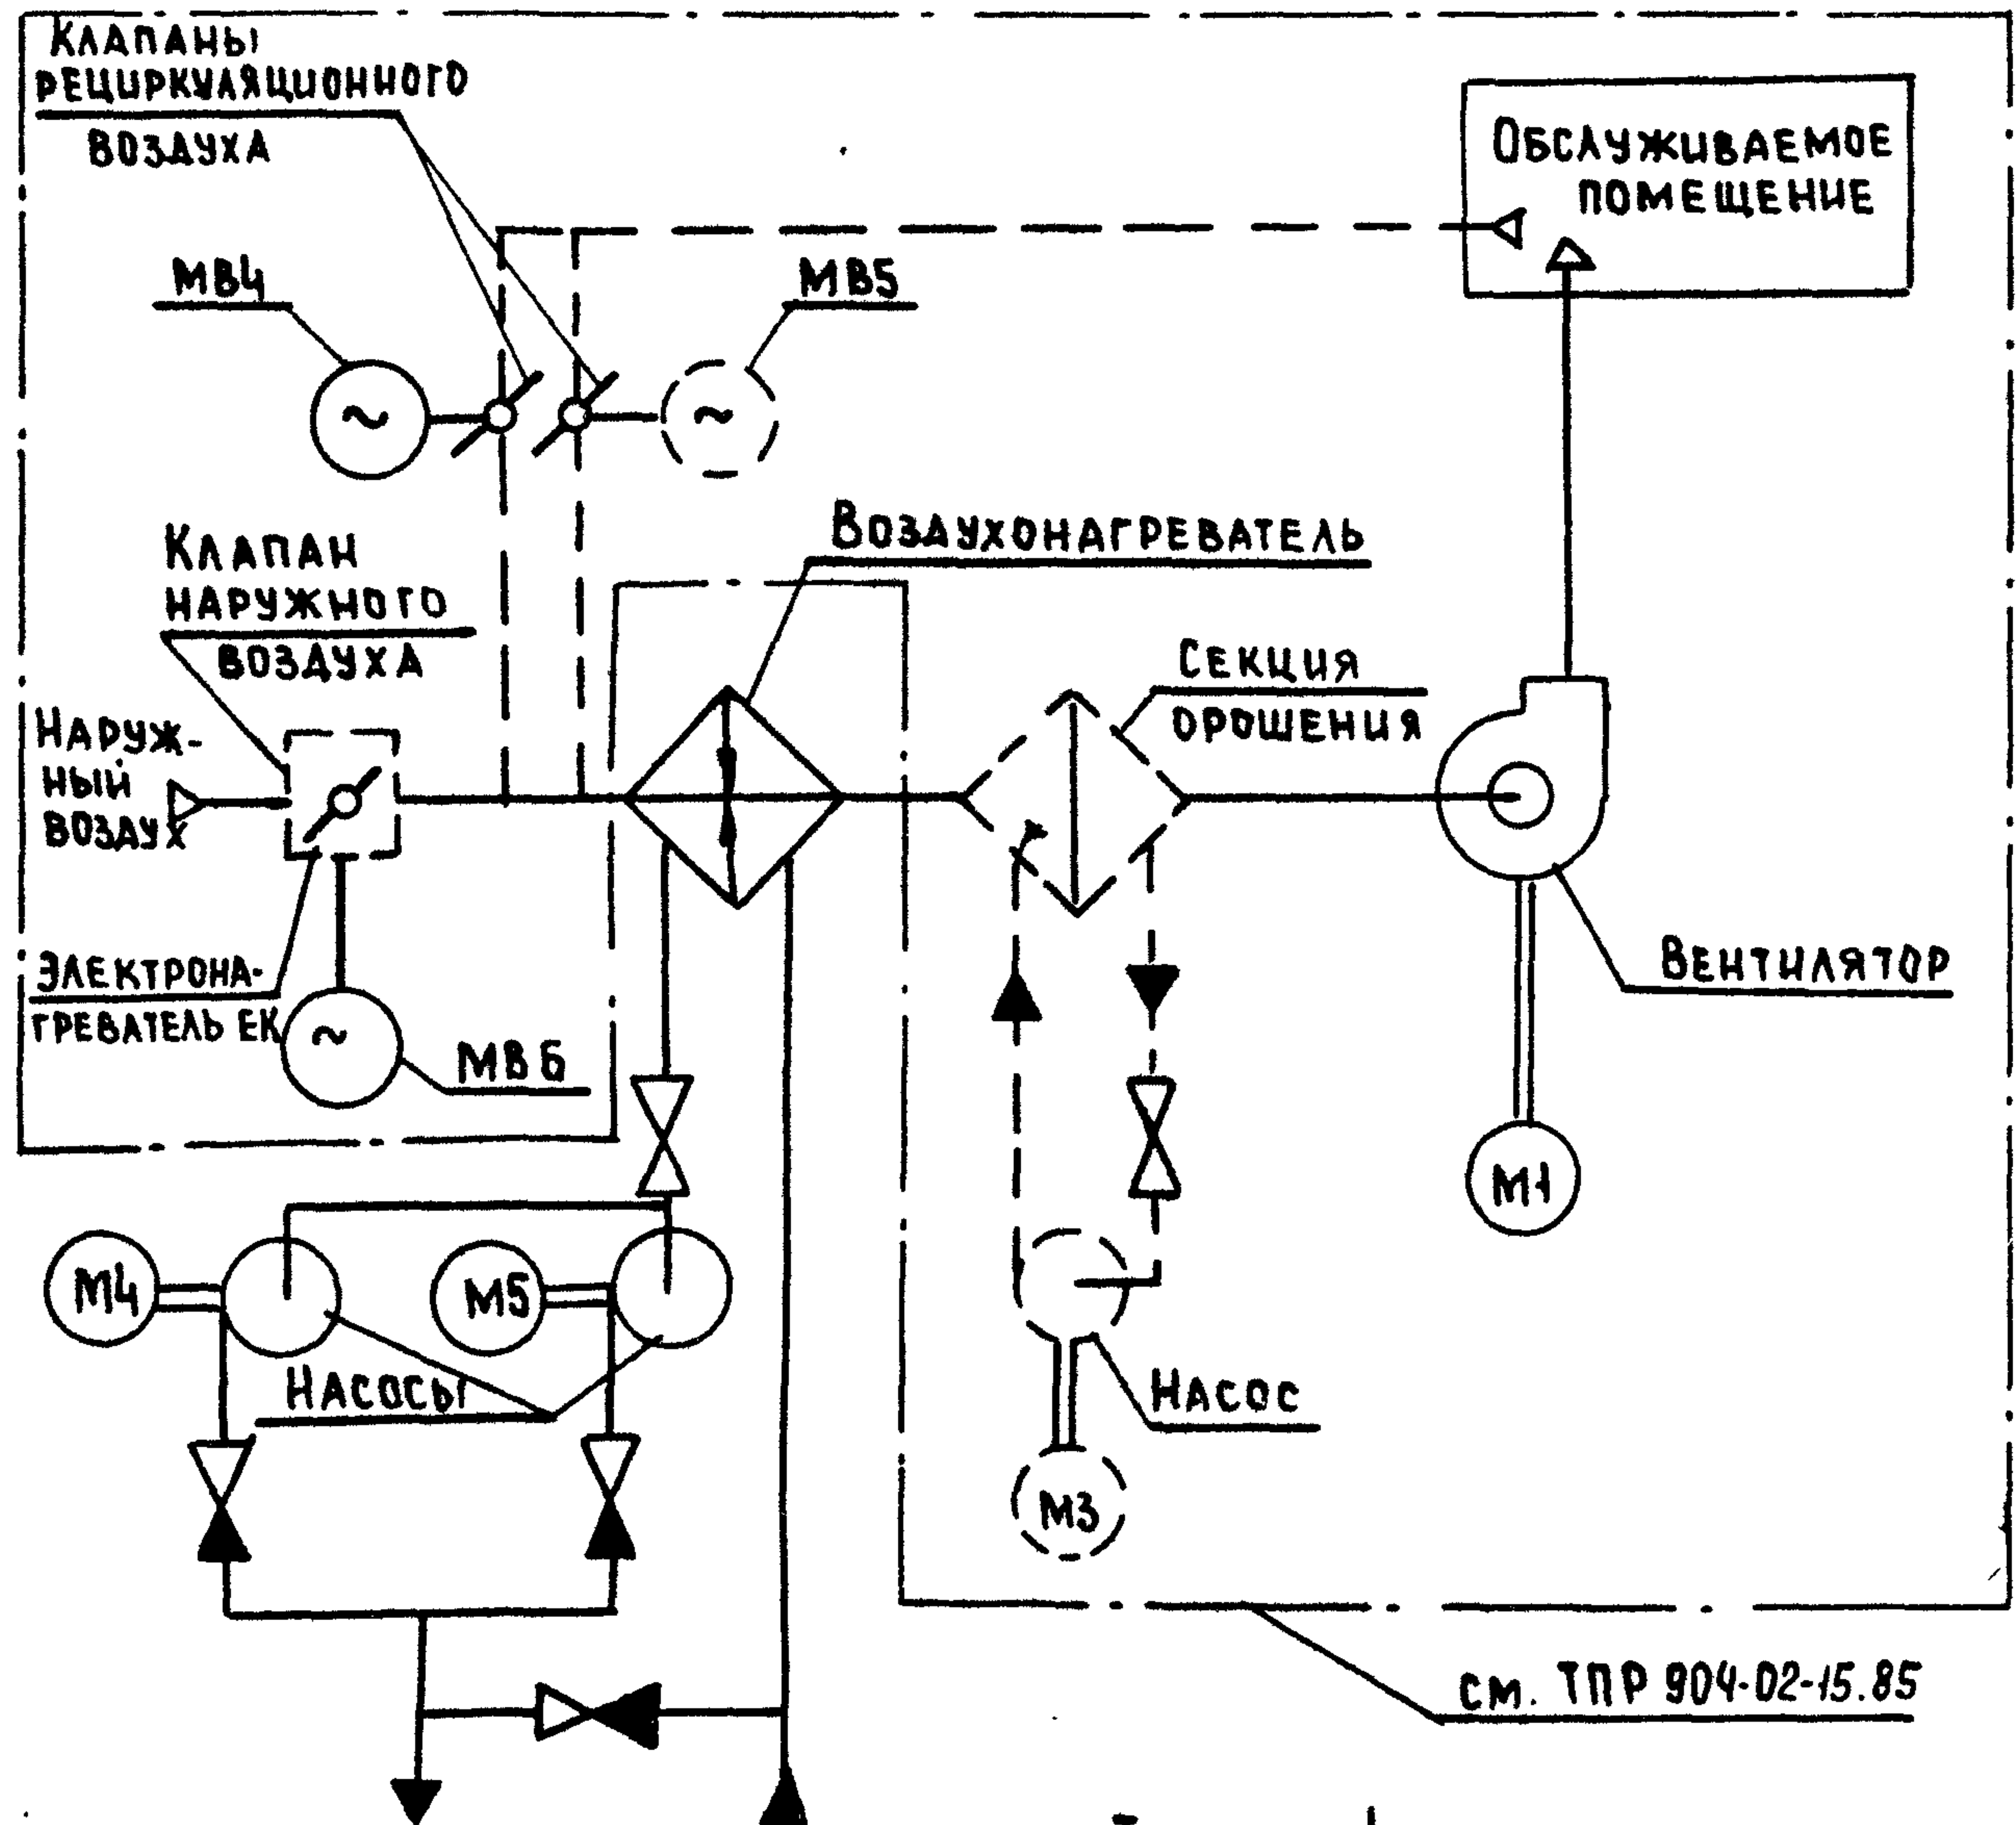 Клапаны
рециркуляционного
воздуха
Обслуживаемое
помещение
МВ4
МВ5
Воздухонагреватель
Клапан
наружного
воздуха
Секция
орошения
Наруж-
ный
воздух
Вентилятор
Электрона-
греватель ЕК
МВ6
М1
М4
М5
Насосы
Насос
М3
см. ТПР 904-02-15.85